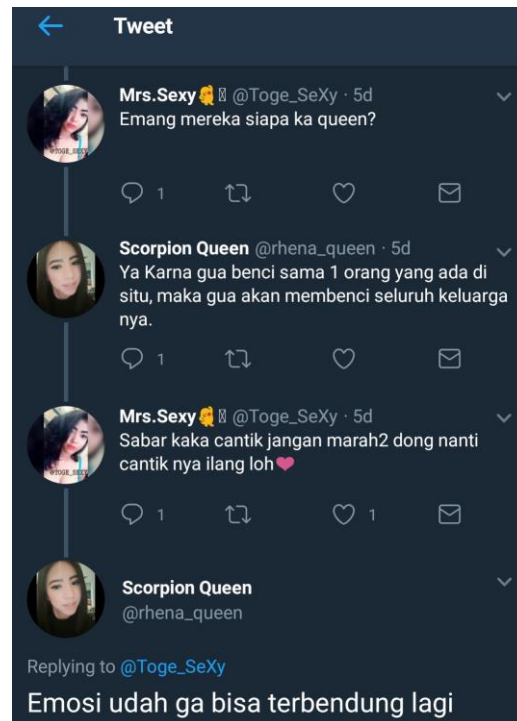 Tweet
Mrs.Sexy @Toge_SeXy · 5d
Emang mereka siapa ka queen?
1
Scorpion Queen @rhena_queen · 5d
Ya Karna gua benci sama 1 orang yang ada di
situ, maka gua akan membenci seluruh keluarga
nya.
1
Mrs.Sexy @Toge_SeXy · 5d
Sabar kaka cantik jangan marah2 dong nanti
cantik nya ilang loh
1 1
Scorpion Queen
@rhena_queen
Replying to @Toge_SeXy
Emosi udah ga bisa terbendung lagi